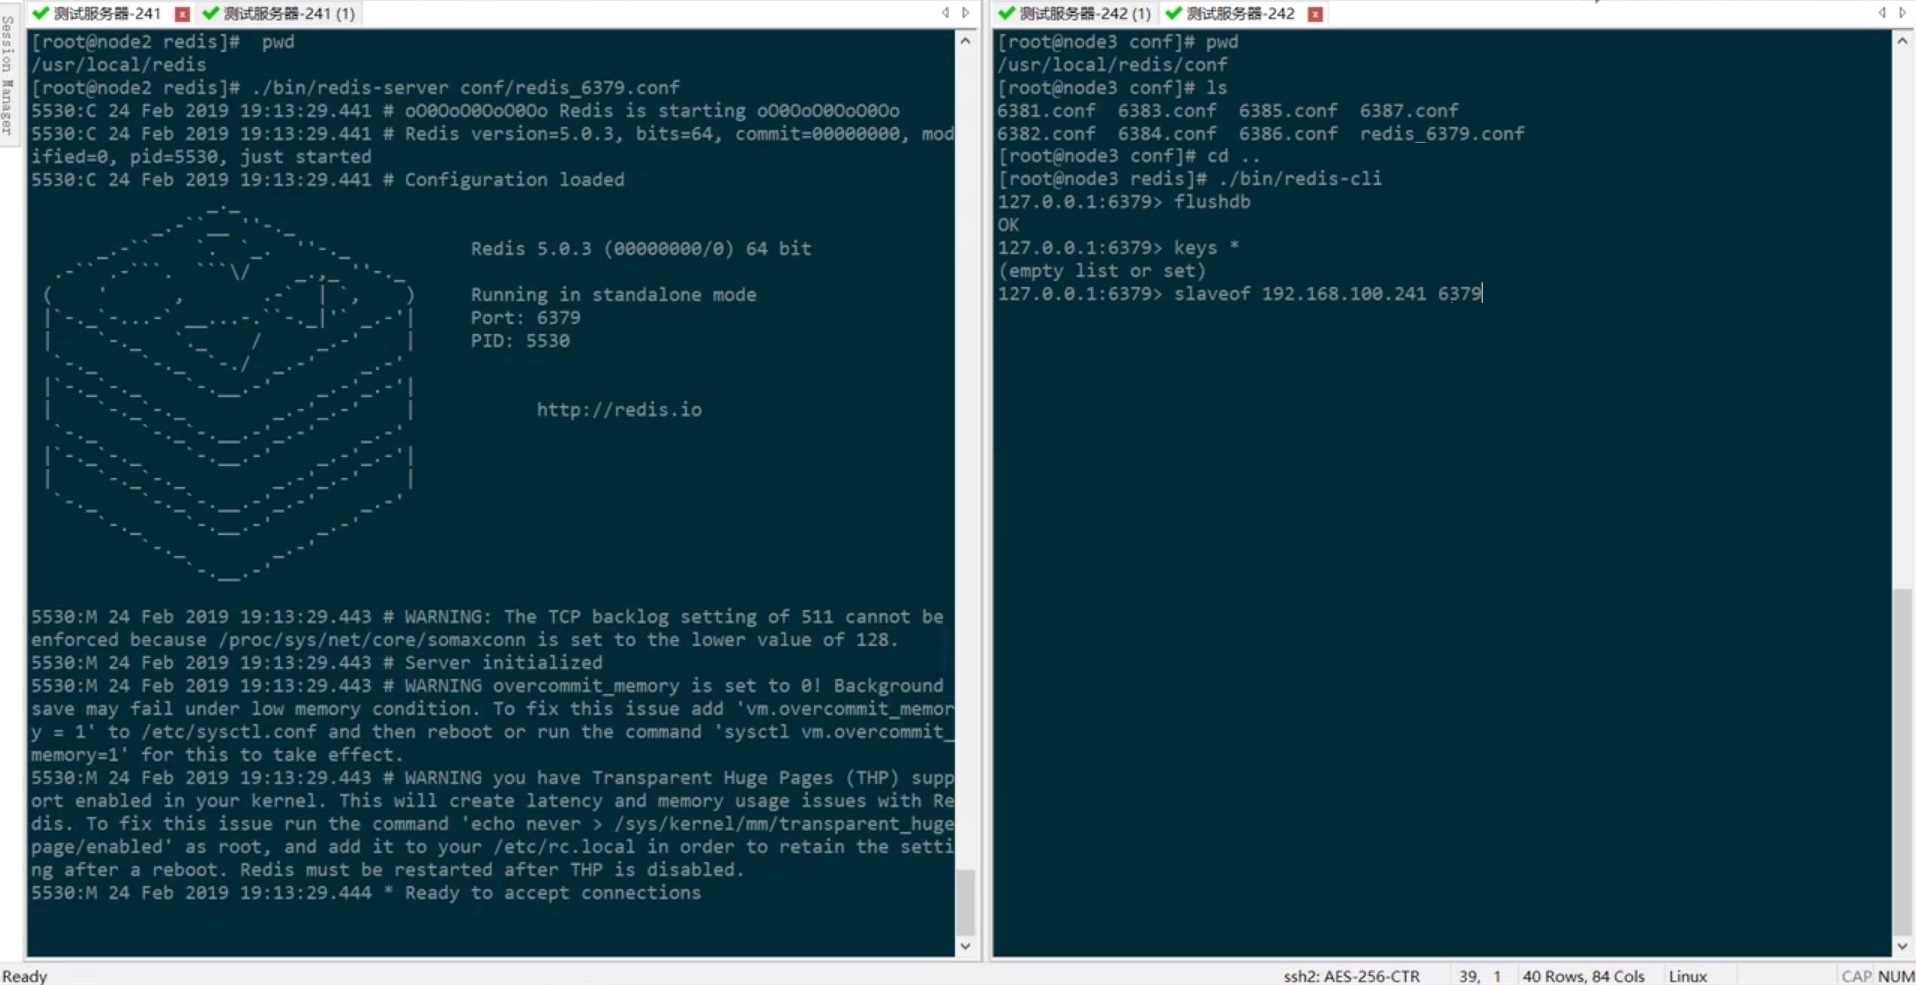 Session Manager
测试服务器-241
测试服务器-241 (1)
[root@node2 redis]#  pwd
/usr/local/redis
[root@node2 redis]# ./bin/redis-server conf/redis_6379.conf
5530:C 24 Feb 2019 19:13:29.441 # oO0OoO0OoO0Oo Redis is starting oO0OoO0OoO0Oo
5530:C 24 Feb 2019 19:13:29.441 # Redis version=5.0.3, bits=64, commit=00000000, mod
ified=0, pid=5530, just started
5530:C 24 Feb 2019 19:13:29.441 # Configuration loaded
Redis 5.0.3 (00000000/0) 64 bit
Running in standalone mode
Port: 6379
PID: 5530
http://redis.io
5530:M 24 Feb 2019 19:13:29.443 # WARNING: The TCP backlog setting of 511 cannot be
enforced because /proc/sys/net/core/somaxconn is set to the lower value of 128.
5530:M 24 Feb 2019 19:13:29.443 # Server initialized
5530:M 24 Feb 2019 19:13:29.443 # WARNING overcommit_memory is set to 0! Background
save may fail under low memory condition. To fix this issue add 'vm.overcommit_memor
y = 1' to /etc/sysctl.conf and then reboot or run the command 'sysctl vm.overcommit_
memory=1' for this to take effect.
5530:M 24 Feb 2019 19:13:29.443 # WARNING you have Transparent Huge Pages (THP) supp
ort enabled in your kernel. This will create latency and memory usage issues with Re
dis. To fix this issue run the command 'echo never > /sys/kernel/mm/transparent_huge
page/enabled' as root, and add it to your /etc/rc.local in order to retain the setti
ng after a reboot. Redis must be restarted after THP is disabled.
5530:M 24 Feb 2019 19:13:29.444 * Ready to accept connections
测试服务器-242 (1)
测试服务器-242
[root@node3 conf]# pwd
/usr/local/redis/conf
[root@node3 conf]# ls
6381.conf  6383.conf  6385.conf  6387.conf
6382.conf  6384.conf  6386.conf  redis_6379.conf
[root@node3 conf]# cd ..
[root@node3 redis]# ./bin/redis-cli
127.0.0.1:6379> flushdb
OK
127.0.0.1:6379> keys *
(empty list or set)
127.0.0.1:6379> slaveof 192.168.100.241 6379
Ready
ssh2: AES-256-CTR
39, 1
40 Rows, 84 Cols
Linux
CAP NUM